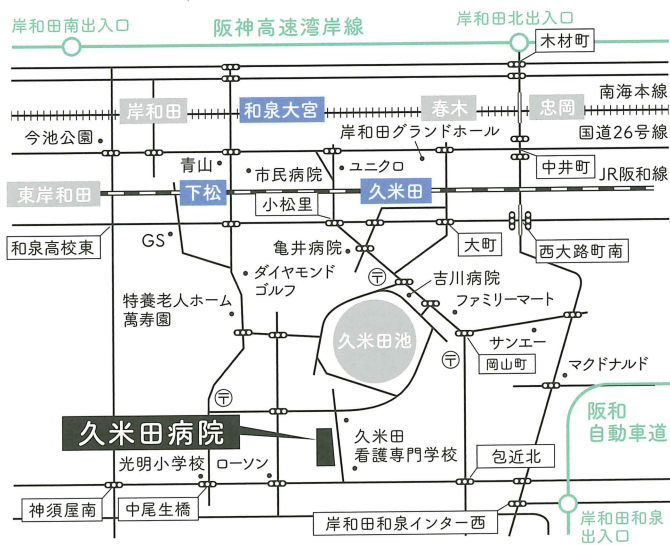 岸和田南出入口
阪神高速湾岸線
岸和田北出入口
木材町
南海本線
岸和田
和泉大宮
春木
忠岡
今池公園
岸和田グランドホール
国道26号線
青山
市民病院
ユニクロ
中井町
JR阪和線
東岸和田
下松
久米田
小松里
和泉高校東
GS
亀井病院
大町
西大路町南
ダイヤモンド
ゴルフ
吉川病院
特養老人ホーム
萬寿園
ファミリーマート
久米田池
サンエー
岡山町
マクドナルド
阪和
自動車道
久米田病院
久米田
看護専門学校
光明小学校
ローソン
包近北
神須屋南
中尾生橋
岸和田和泉インター西
岸和田和泉
出入口